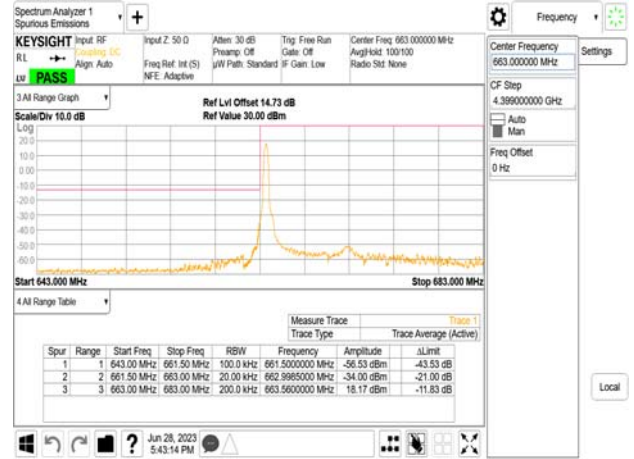 Spectrum Analyzer 1
Spurious Emissions
Frequency
KEYSIGHT
RL
PASS
Input: RF
Coupling: DC
Align: Auto
Input Z: 50 Ω
Freq Ref: Int (S)
NFE: Adaptive
Atten: 30 dB
Preamp: Off
µW Path: Standard
Trig: Free Run
Gate: Off
IF Gain: Low
Center Freq: 663.000000 MHz
Avg|Hold: 100/100
Radio Std: None
Center Frequency
663.000000 MHz
Settings
CF Step
4.399000000 GHz
Auto
Man
Freq Offset
0 Hz
Local
3 All Range Graph
Scale/Div 10.0 dB
Ref Lvl Offset 14.73 dB
Ref Value 30.00 dBm
Log
20.0
10.0
0.00
-10.0
-20.0
-30.0
-40.0
-50.0
-60.0
Start 643.000 MHz
Stop 683.000 MHz
4 All Range Table
Measure Trace Trace 1
Trace Type Trace Average (Active)
Spur Range Start Freq Stop Freq RBW Frequency Amplitude ΔLimit
1 1 643.00 MHz 661.50 MHz 100.0 kHz 661.5000000 MHz -56.53 dBm -43.53 dB
2 2 661.50 MHz 663.00 MHz 20.00 kHz 662.9985000 MHz -34.00 dBm -21.00 dB
3 3 663.00 MHz 683.00 MHz 200.0 kHz 663.5600000 MHz 18.17 dBm -11.83 dB
Jun 28, 2023
5:43:14 PM